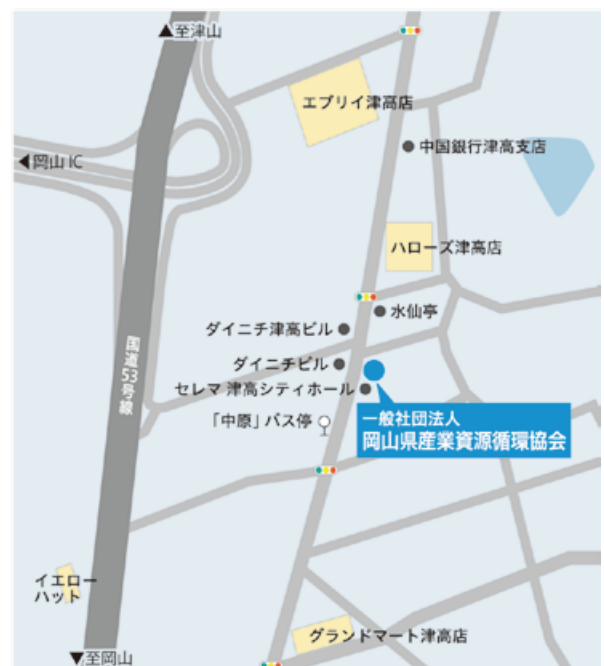 ▲至津山
エブリイ津高店
中国銀行津高支店
◀岡山 IC
ハローズ津高店
水仙亭
ダイニチ津高ビル
国道53号線
ダイニチビル
セレマ 津高シティホール
「中原」バス停
一般社団法人
岡山県産業資源循環協会
イエロー
ハット
グランドマート津高店
▼至岡山